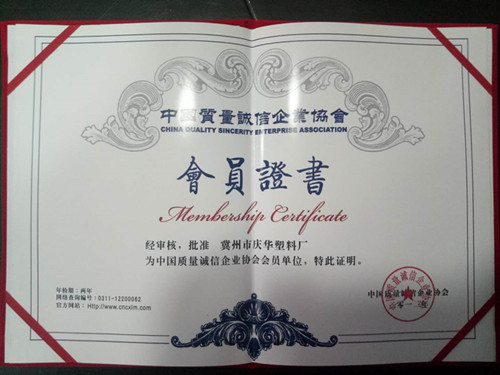 中國質量誠信企業協會
CHINA QUALITY SINCERITY ENTERPRISE ASSOCIATION
會員證書
Membership Certificate
经审核，批准 冀州市庆华塑料厂
为中国质量诚信企业协会会员单位，特此证明。
年检期：两年
网络查询编号：0311-12200062
官方网站：Http://www.cncsim.com
中国质量诚信企业协会